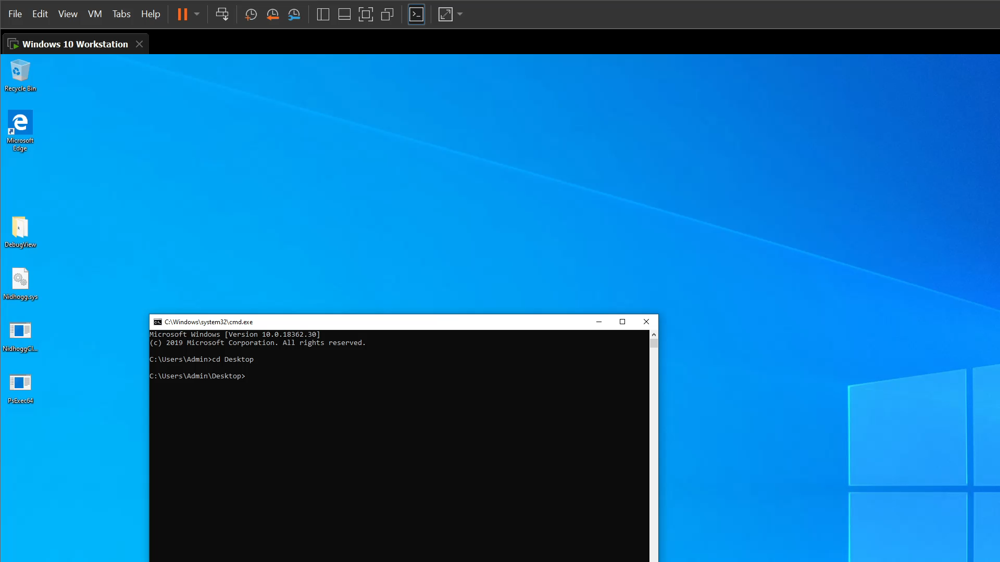 File Edit View VM Tabs Help
Windows 10 Workstation
Recycle Bin
Microsoft
Edge
DebugView
Nidhogg.sys
NidhoggCl...
PsExec64
C:\Windows\system32\cmd.exe
Microsoft Windows [Version 10.0.18362.30]
(c) 2019 Microsoft Corporation. All rights reserved.
C:\Users\Admin>cd Desktop
C:\Users\Admin\Desktop>